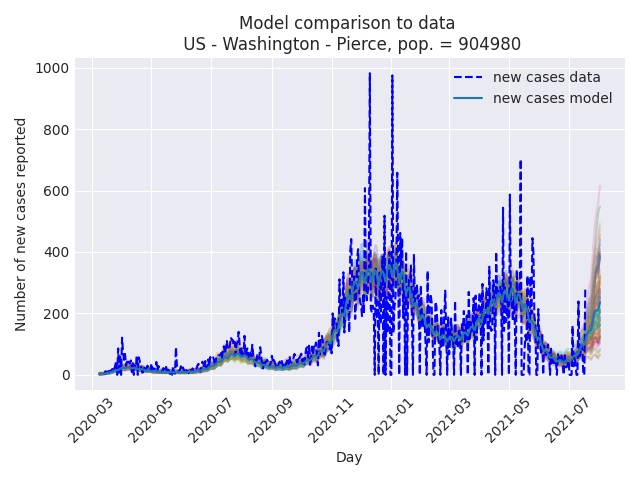 Model comparison to data
US - Washington - Pierce, pop. = 904980
new cases data
new cases model
Number of new cases reported
1000
800
600
400
200
0
2020-03
2020-05
2020-07
2020-09
2020-11
2021-01
2021-03
2021-05
2021-07
Day